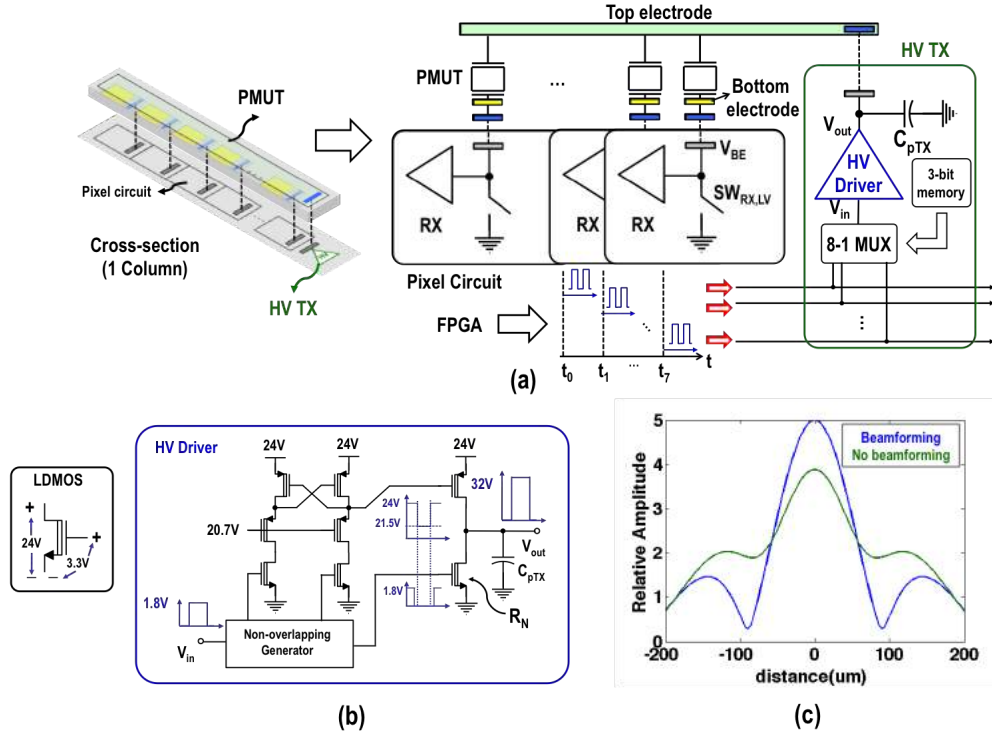 Top electrode
HV TX
PMUT
PMUT
...
Bottom
electrode
Pixel circuit
V_BE
V_out
C_pTX
HV
Driver
3-bit
memory
V_in
8-1 MUX
RX
RX
RX
SW_RX,LV
Cross-section
(1 Column)
HV TX
Pixel Circuit
FPGA
t_0
t_1
...
t_7
t
(a)
HV Driver
24V
24V
24V
32V
LDMOS
+
+
24V
3.3V
20.7V
24V
21.5V
V_out
C_pTX
1.8V
1.8V
R_N
V_in
Non-overlapping
Generator
(b)
Relative Amplitude
5
4
3
2
1
0
Beamforming
No beamforming
-200
-100
0
100
200
distance(um)
(c)